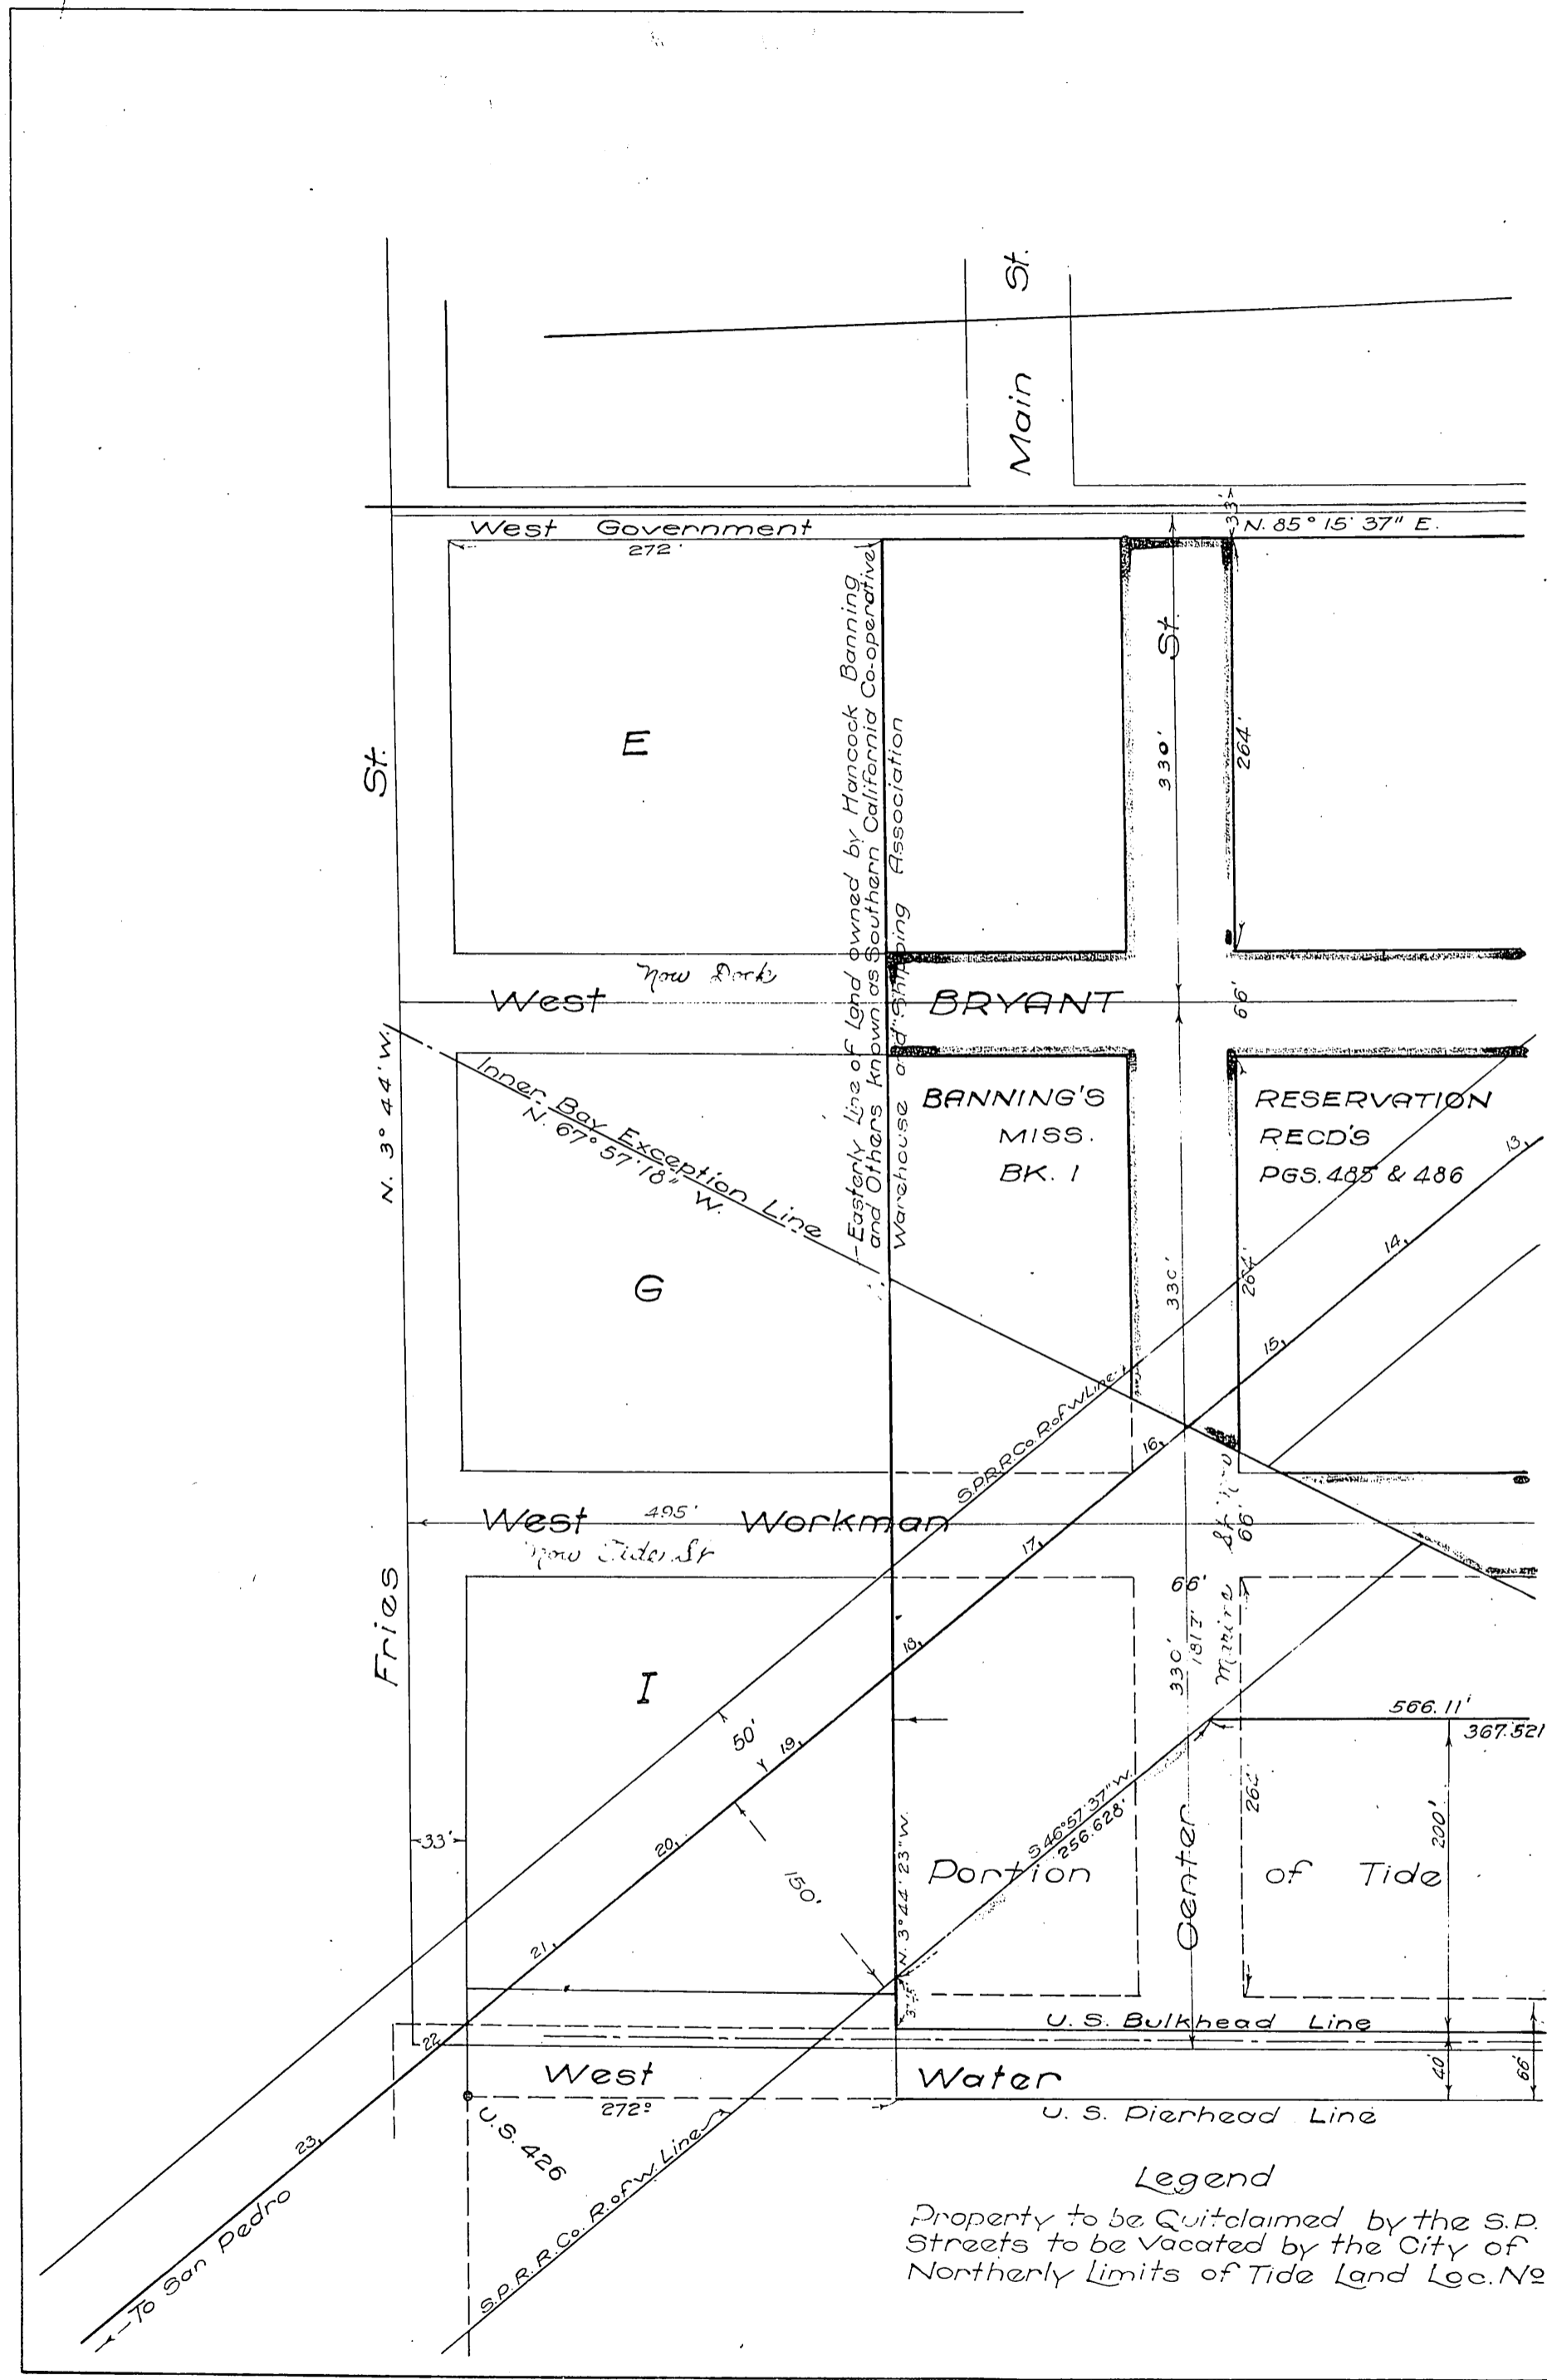 Main St.
West Government
272'
33'
N. 85° 15' 37" E.
E
Easterly Line of Land owned by Hancock Banning
and Others known as "Southern California Co-operative
Warehouse and Shipping Association
St.
330'
264'
St.
Now Dock
West BRYANT
66'
N. 3° 44' W.
Inner Bay Exception Line
N. 67° 57' 18" W.
BANNING'S RESERVATION
MISS. RECD'S
BK. 1 PGS. 485 & 486
13
14
15
16
G
330'
264'
S.P.R.R.Co. R.of W. Line
West 495' Workman
Now Tide St
66'
17
Fries
66'
Marine St.
330'
1817'
18
I
566.11'
367.521
50'
19
20
33'
150'
S 46° 57' 37" W.
256.628'
N. 3° 44' 23" W.
264'
200'
Portion of Tide
Center
21
22
U. S. Bulkhead Line
West Water
40'
66'
272°
U. S. Pierhead Line
U.S. 426
23
To San Pedro
S.P.R.R.Co. R.of W. Line
Legend
Property to be Quitclaimed by the S.P.
Streets to be Vacated by the City of
Northerly Limits of Tide Land Loc. Nº